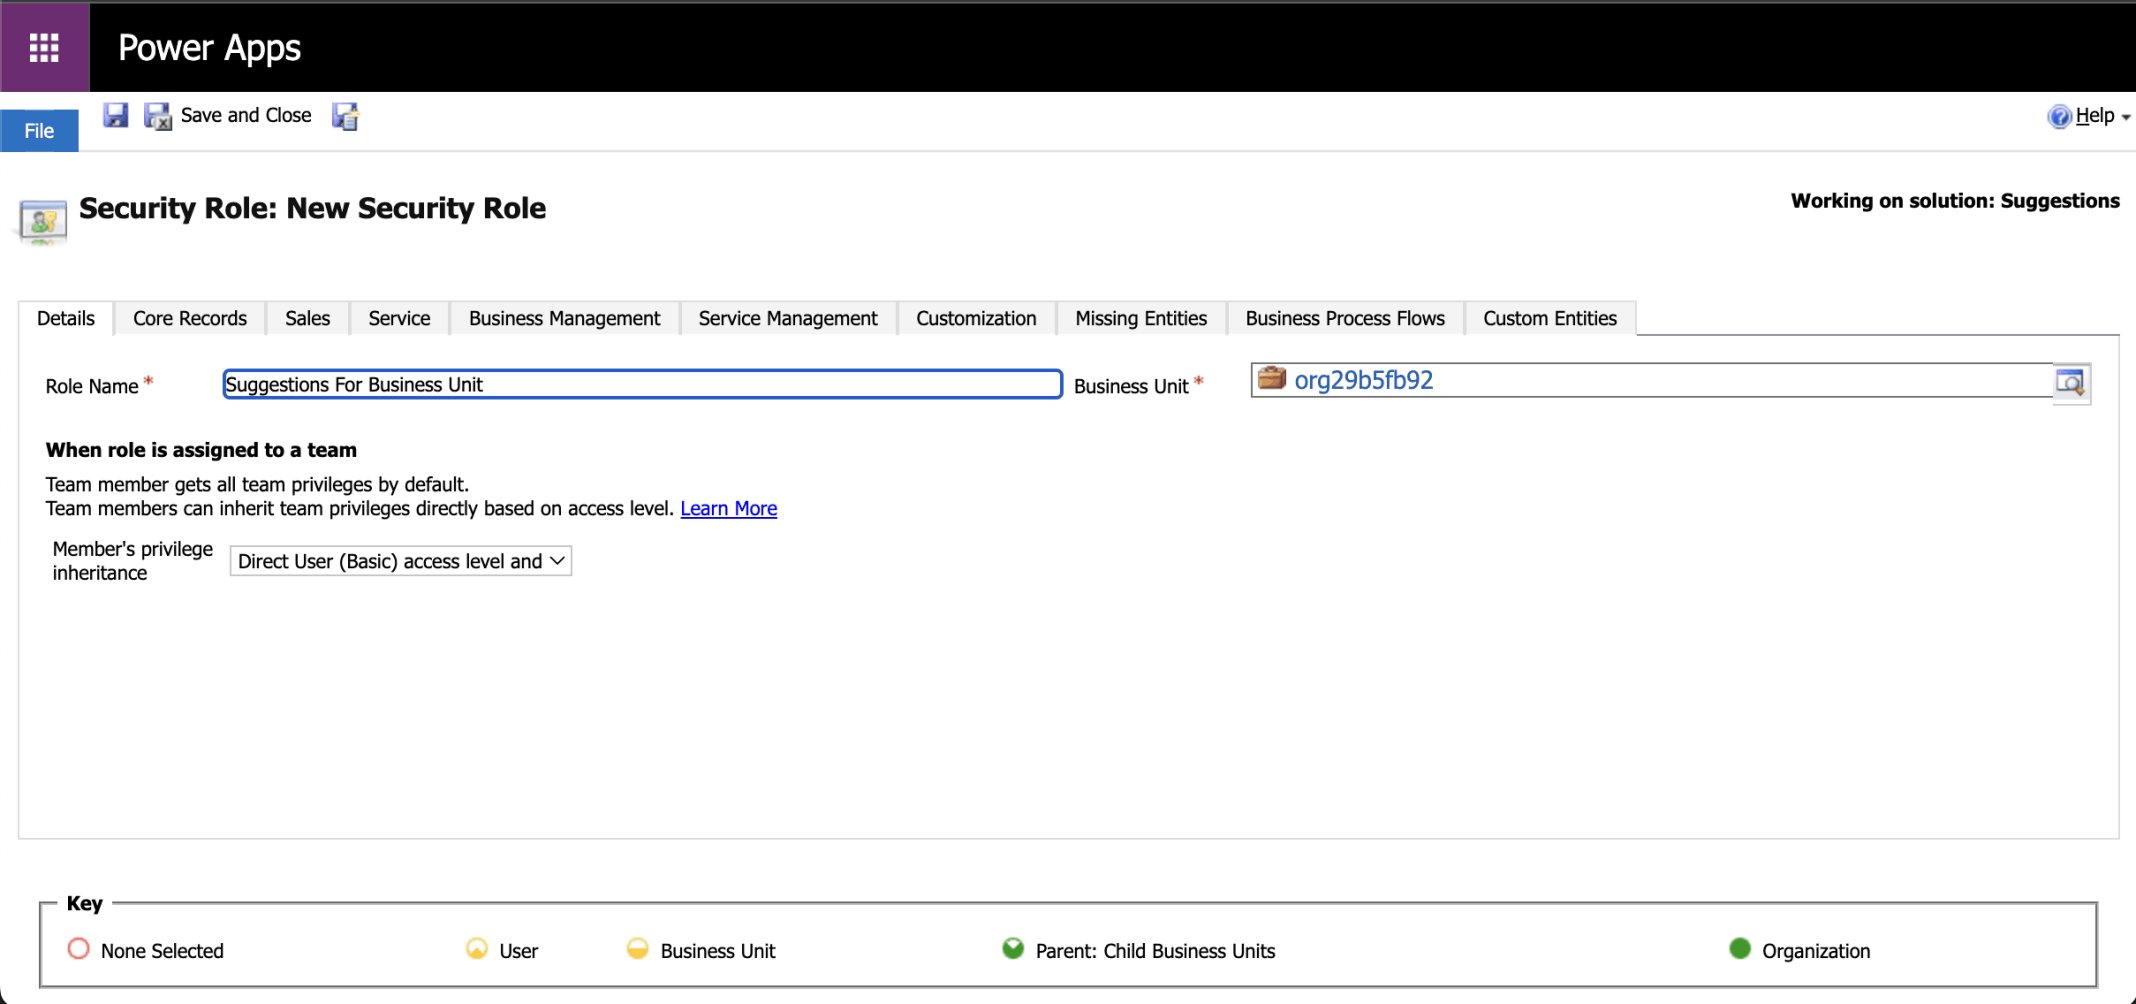 Power Apps
File
Save and Close
Help
Security Role: New Security Role
Working on solution: Suggestions
Details Core Records Sales Service Business Management Service Management Customization Missing Entities Business Process Flows Custom Entities
Role Name * Suggestions For Business Unit Business Unit * org29b5fb92
When role is assigned to a team
Team member gets all team privileges by default.
Team members can inherit team privileges directly based on access level. Learn More
Member's privilege
inheritance
Direct User (Basic) access level and
Key
None Selected User Business Unit Parent: Child Business Units Organization